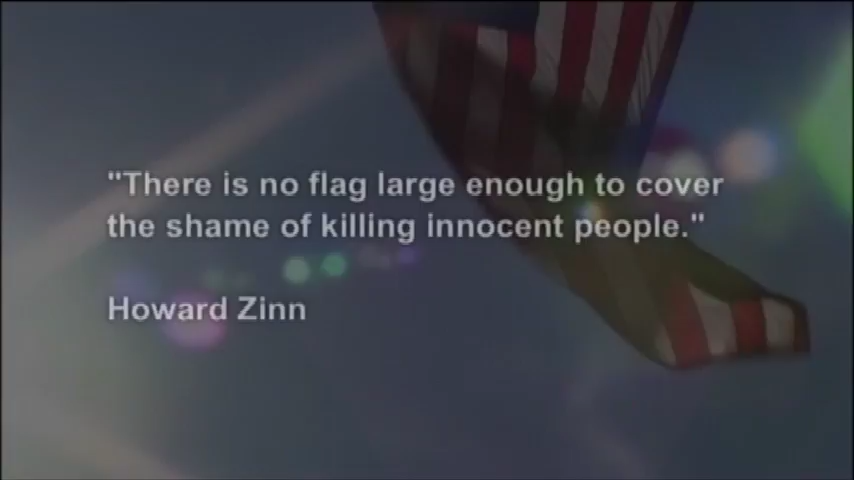 "There is no flag large enough to cover
the shame of killing innocent people."
Howard Zinn